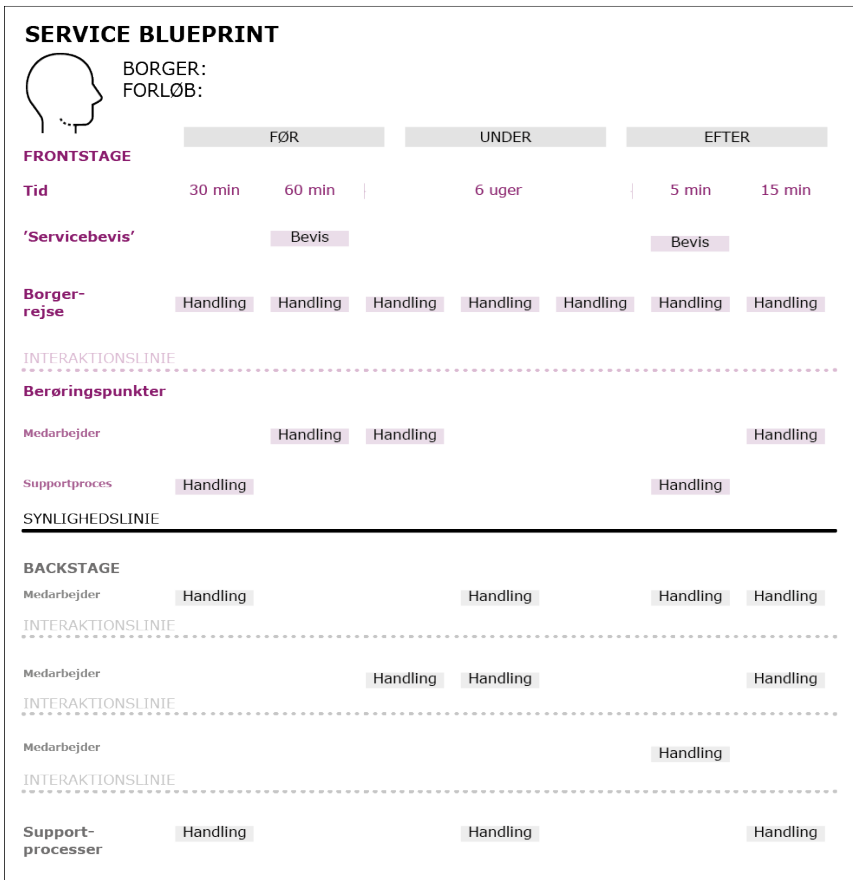 SERVICE BLUEPRINT
BORGER:
FORLØB:
FØR UNDER EFTER
FRONTSTAGE
Tid 30 min 60 min 6 uger 5 min 15 min
’Servicebevis’ Bevis Bevis
Borger-
rejse Handling Handling Handling Handling Handling Handling Handling
INTERAKTIONSLINIE
Berøringspunkter
Medarbejder Handling Handling Handling
Supportproces Handling Handling
SYNLIGHEDSLINIE
BACKSTAGE
Medarbejder Handling Handling Handling Handling
INTERAKTIONSLINIE
Medarbejder Handling Handling Handling
INTERAKTIONSLINIE
Medarbejder Handling
INTERAKTIONSLINIE
Support- Handling Handling Handling
processer